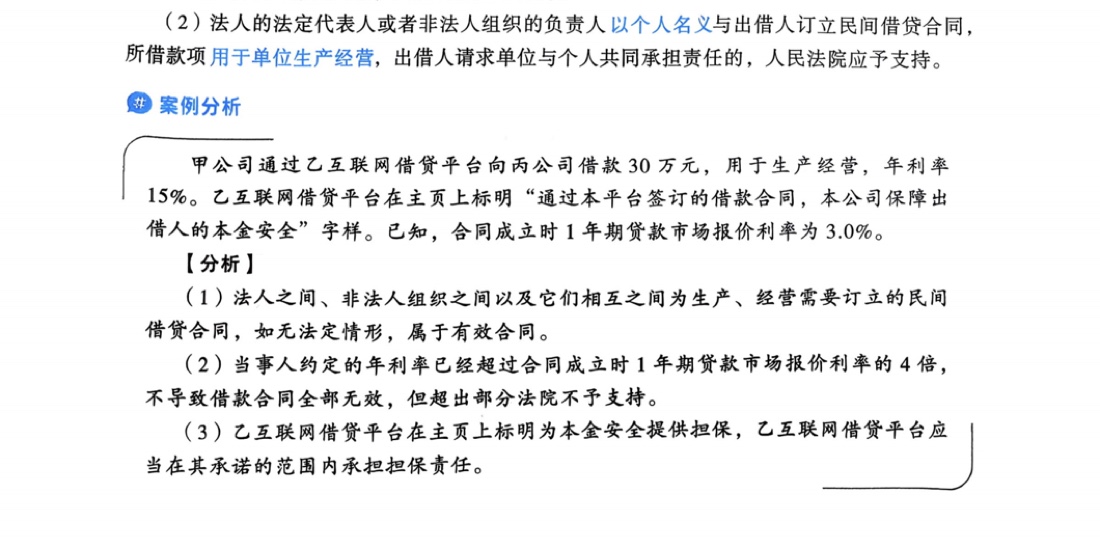 （2）法人的法定代表人或者非法人组织的负责人以个人名义与出借人订立民间借贷合同，
所借款项用于单位生产经营，出借人请求单位与个人共同承担责任的，人民法院应予支持。
# 案例分析
甲公司通过乙互联网借贷平台向丙公司借款 30 万元，用于生产经营，年利率
15%。乙互联网借贷平台在主页上标明“通过本平台签订的借款合同，本公司保障出
借人的本金安全”字样。已知，合同成立时 1 年期贷款市场报价利率为 3.0%。
【分析】
（1）法人之间、非法人组织之间以及它们相互之间为生产、经营需要订立的民间
借贷合同，如无法定情形，属于有效合同。
（2）当事人约定的年利率已经超过合同成立时 1 年期贷款市场报价利率的 4 倍，
不导致借款合同全部无效，但超出部分法院不予支持。
（3）乙互联网借贷平台在主页上标明为本金安全提供担保，乙互联网借贷平台应
当在其承诺的范围内承担担保责任。